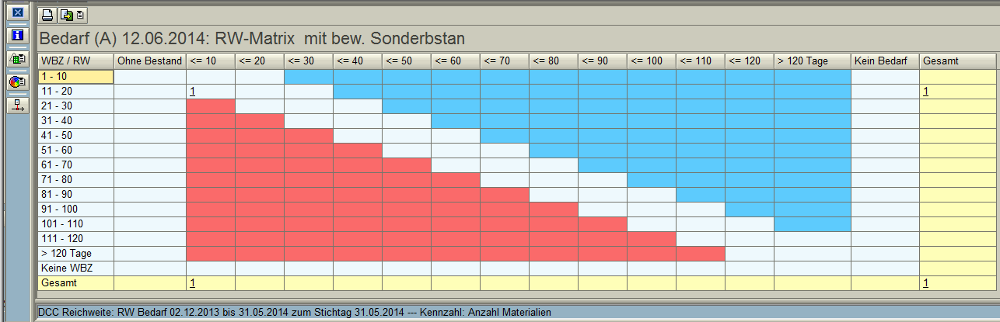 Bedarf (A) 12.06.2014: RW-Matrix mit bew. Sonderbstan
WBZ / RW Ohne Bestand <= 10 <= 20 <= 30 <= 40 <= 50 <= 60 <= 70 <= 80 <= 90 <= 100 <= 110 <= 120 > 120 Tage Kein Bedarf Gesamt
1 - 10
11 - 20 1 1
21 - 30
31 - 40
41 - 50
51 - 60
61 - 70
71 - 80
81 - 90
91 - 100
101 - 110
111 - 120
> 120 Tage
Keine WBZ
Gesamt 1 1
DCC Reichweite: RW Bedarf 02.12.2013 bis 31.05.2014 zum Stichtag 31.05.2014 --- Kennzahl: Anzahl Materialien